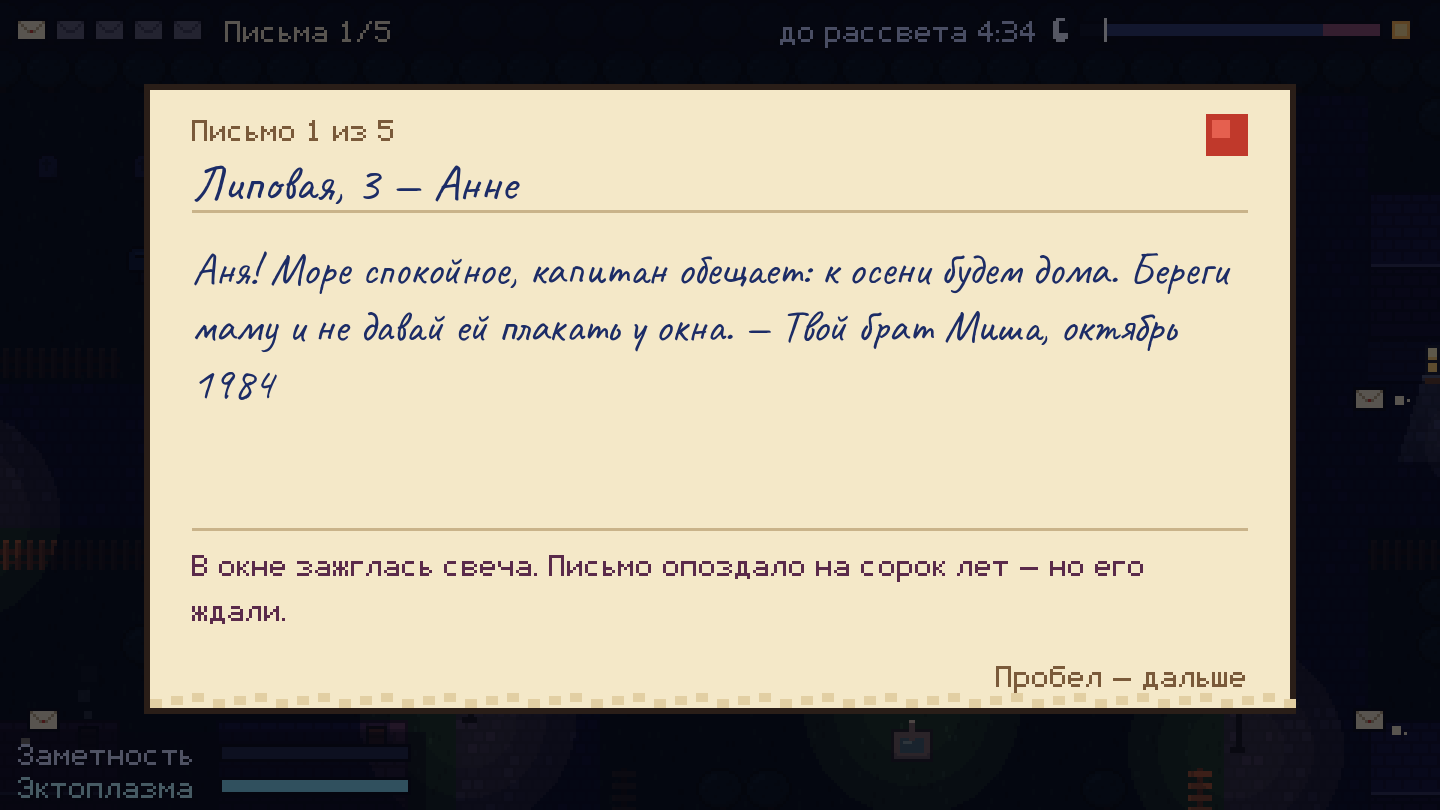 Письма 1/5
до рассвета 4:34
Письмо 1 из 5
Липовая, 3 — Анне
Аня! Море спокойное, капитан обещает: к осени будем дома. Береги
маму и не давай ей плакать у окна. — Твой брат Миша, октябрь
1984
В окне зажглась свеча. Письмо опоздало на сорок лет — но его
ждали.
Пробел — дальше
Заметность
Эктоплазма